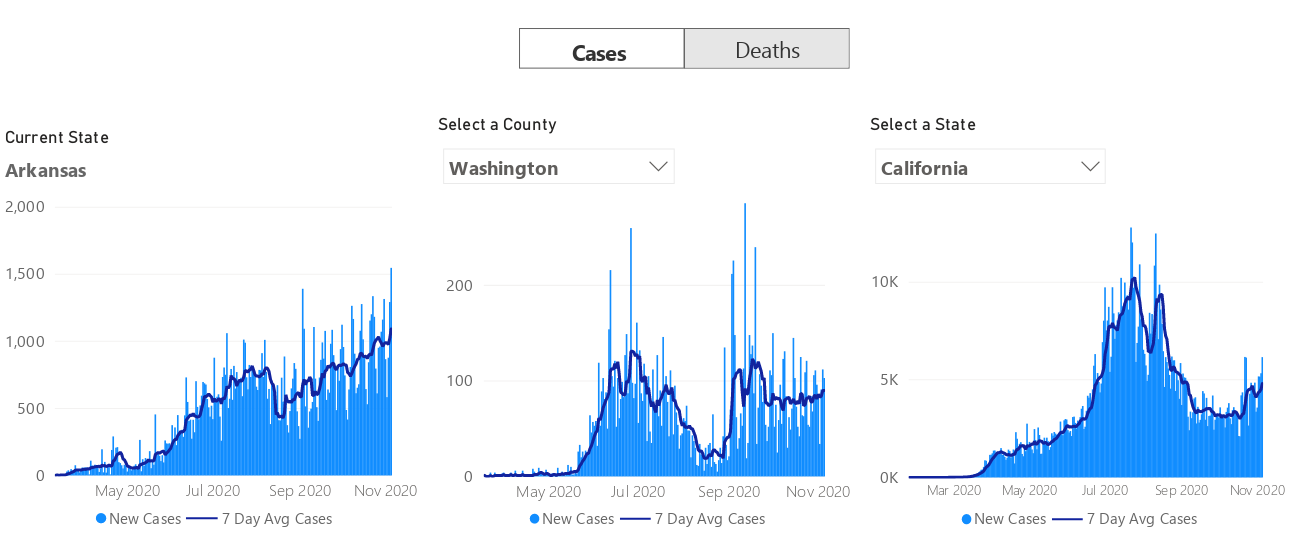 Cases Deaths
Current State
Arkansas
2,000
1,500
1,000
500
0
May 2020 Jul 2020 Sep 2020 Nov 2020
New Cases 7 Day Avg Cases
Select a County
Washington
200
100
0
May 2020 Jul 2020 Sep 2020 Nov 2020
New Cases 7 Day Avg Cases
Select a State
California
10K
5K
0K
Mar 2020 May 2020 Jul 2020 Sep 2020 Nov 2020
New Cases 7 Day Avg Cases